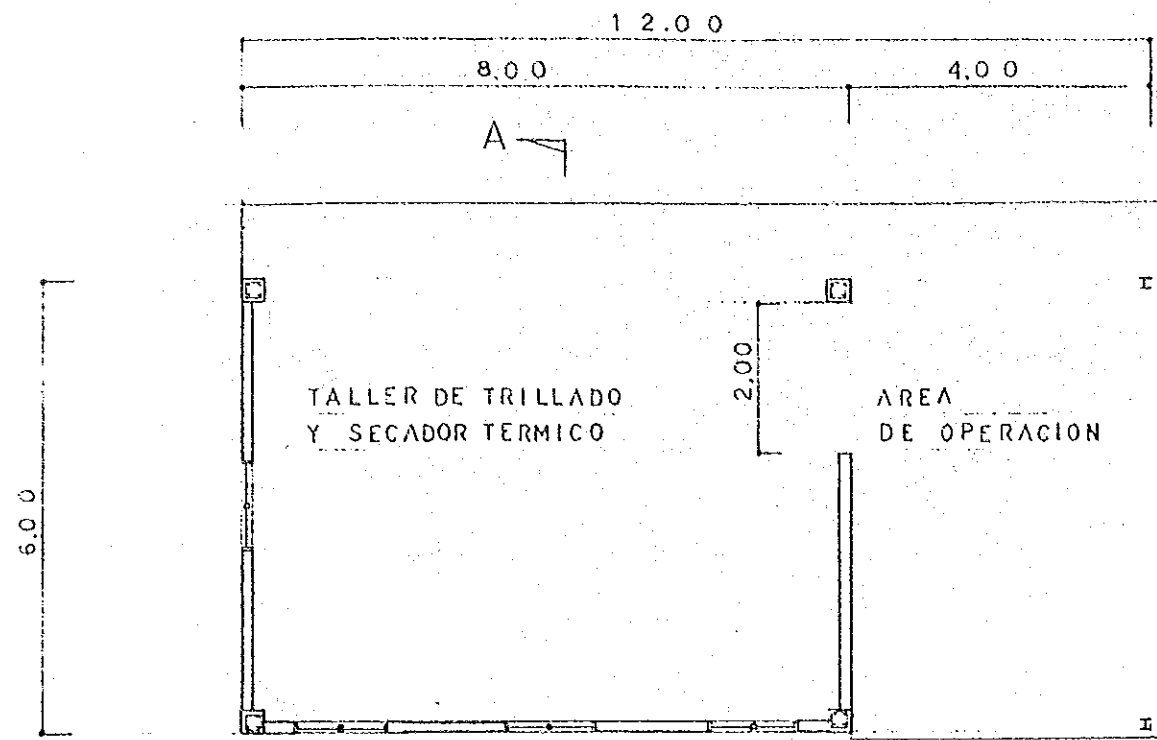 12.00
8.00 4.00
A
2.00
6.00
TALLER DE TRILLADO
Y SECADOR TERMICO
AREA
DE OPERACION